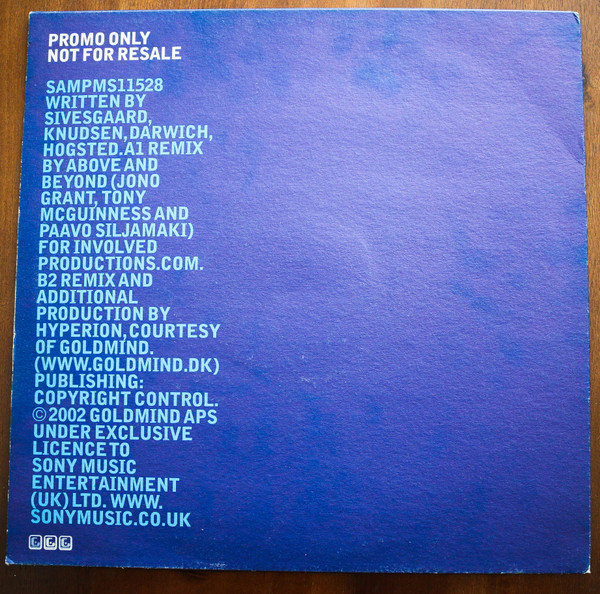 PROMO ONLY
NOT FOR RESALE
SAMPMS11528
WRITTEN BY
SIVESGAARD,
KNUDSEN, DARWICH,
HOGSTED. A1 REMIX
BY ABOVE AND
BEYOND (JONO
GRANT, TONY
MCGUINNESS AND
PAAVO SILJAMAKI)
FOR INVOLVED
PRODUCTIONS.COM.
B2 REMIX AND
ADDITIONAL
PRODUCTION BY
HYPERION, COURTESY
OF GOLDMIND.
(WWW.GOLDMIND.DK)
PUBLISHING:
COPYRIGHT CONTROL.
© 2002 GOLDMIND APS
UNDER EXCLUSIVE
LICENCE TO
SONY MUSIC
ENTERTAINMENT
(UK) LTD. WWW.
SONYMUSIC.CO.UK